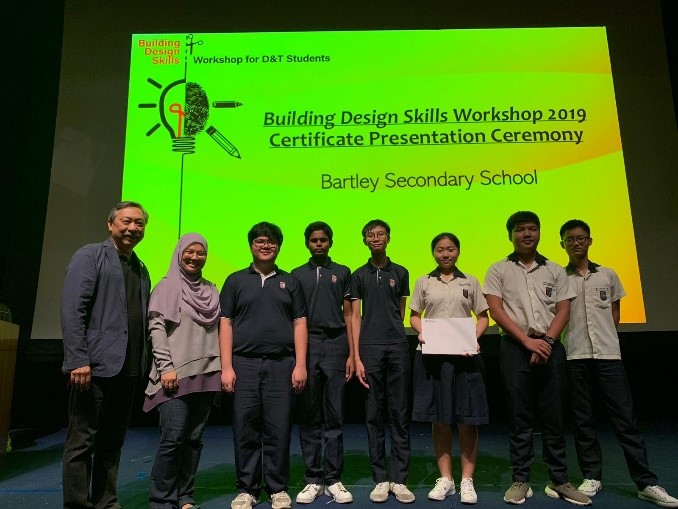 Building
Design
Skills
Workshop for D&T Students
Building Design Skills Workshop 2019
Certificate Presentation Ceremony
Bartley Secondary School